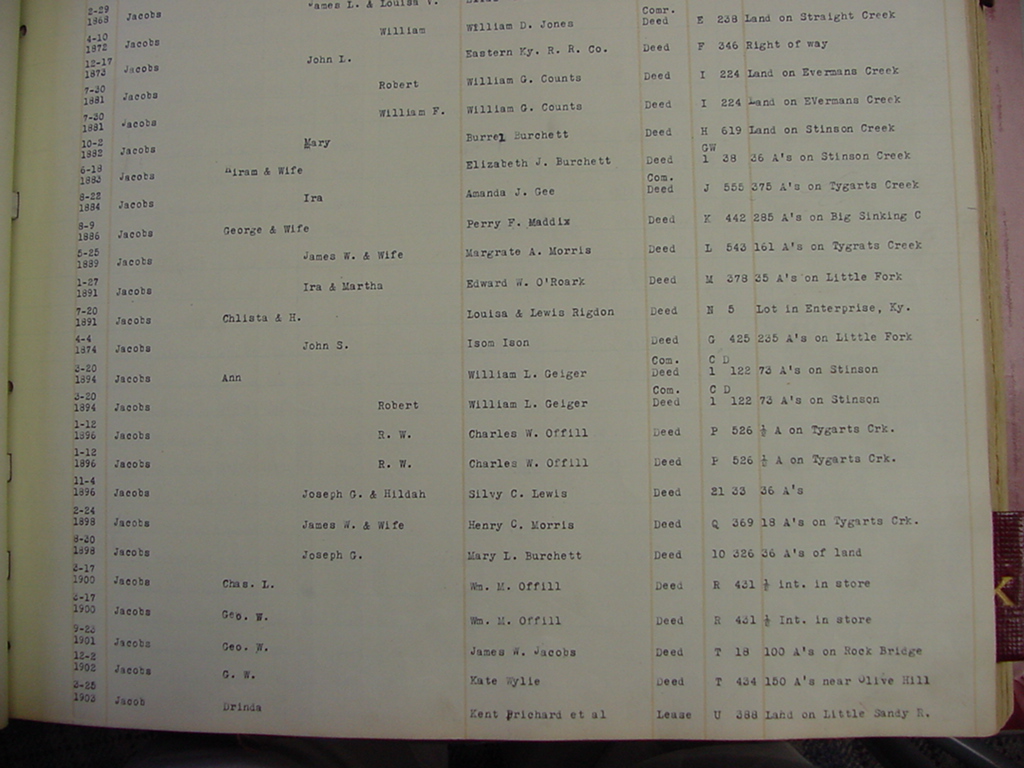 2-29
1868 Jacobs James L. & Louisa V.
Comr.
4-10
1872 Jacobs William William D. Jones Deed E 238 Land on Straight Creek
12-17
1873 Jacobs John L. Eastern Ky. R. R. Co. Deed F 346 Right of way
7-30
1881 Jacobs Robert William G. Counts Deed I 224 Land on Evermans Creek
7-30
1881 Jacobs William F. William G. Counts Deed I 224 Land on EVermans Creek
10-2
1882 Jacobs Mary Burrel Burchett Deed H 619 Land on Stinson Creek
6-18 GW
1883 Jacobs Hiram & Wife Elizabeth J. Burchett Deed 1 38 36 A's on Stinson Creek
8-22 Com.
1884 Jacobs Ira Amanda J. Gee Deed J 555 375 A's on Tygarts Creek
8-9
1886 Jacobs George & Wife Perry F. Maddix Deed K 442 285 A's on Big Sinking C
5-25
1889 Jacobs James W. & Wife Margrate A. Morris Deed L 543 161 A's on Tygrats Creek
1-27
1891 Jacobs Ira & Martha Edward W. O'Roark Deed M 378 35 A's on Little Fork
7-20
1891 Jacobs Chlista & H. Louisa & Lewis Rigdon Deed N 5 Lot in Enterprise, Ky.
4-4
1874 Jacobs John S. Isom Ison Deed G 425 235 A's on Little Fork
3-20 Com. C D
1894 Jacobs Ann William L. Geiger Deed 1 122 73 A's on Stinson
3-20 Com. C D
1894 Jacobs Robert William L. Geiger Deed 1 122 73 A's on Stinson
1-12
1896 Jacobs R. W. Charles W. Offill Deed P 526 ½ A on Tygarts Crk.
1-12
1896 Jacobs R. W. Charles W. Offill Deed P 526 ½ A on Tygarts Crk.
11-4
1896 Jacobs Joseph G. & Hildah Silvy C. Lewis Deed 21 33 36 A's
2-24
1898 Jacobs James W. & Wife Henry C. Morris Deed Q 369 18 A's on Tygarts Crk.
8-30
1898 Jacobs Joseph G. Mary L. Burchett Deed 10 326 36 A's of land
3-17
1900 Jacobs Chas. L. Wm. M. Offill Deed R 431 ½ int. in store
3-17
1900 Jacobs Geo. W. Wm. M. Offill Deed R 431 ½ Int. in store
9-23
1901 Jacobs Geo. W. James W. Jacobs Deed T 18 100 A's on Rock Bridge
12-2
1902 Jacobs G. W. Kate Wylie Deed T 434 150 A's near Olive Hill
3-25
1903 Jacob Drinda Kent Prichard et al Lease U 388 Land on Little Sandy R.
K